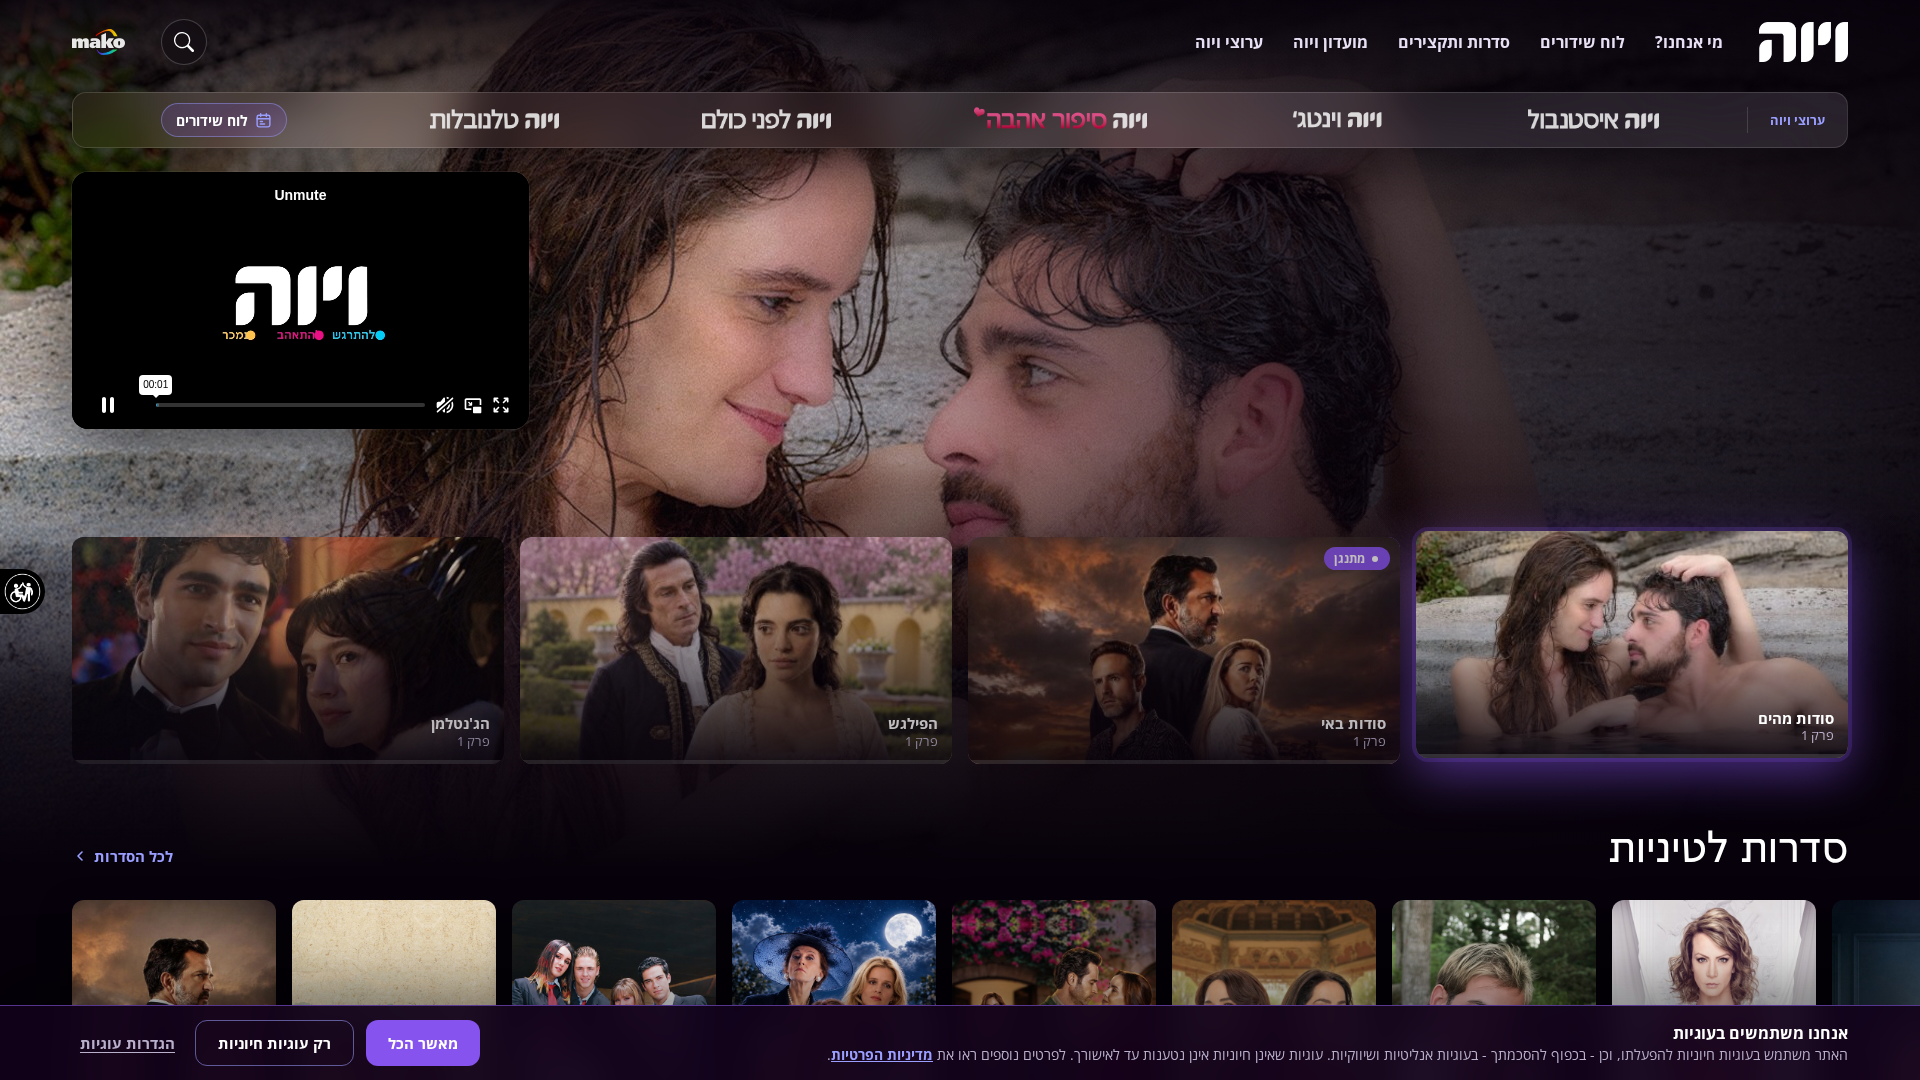 ויוה
מי אנחנו?
לוח שידורים
סדרות ותקצירים
מועדון ויוה
ערוצי ויוה
mako
ערוצי ויוה
ויוה איסטנבול
ויוה וינטג'
ויוה סיפור אהבה
ויוה לפני כולם
ויוה טלנובלות
לוח שידורים
Unmute
ויוה
להתרגש
התאהב
נמכר
00:01
סודות מהים
פרק 1
מתנגן
סודות באי
פרק 1
הפילגש
פרק 1
הג'נטלמן
פרק 1
סדרות לטיניות
לכל הסדרות
אנחנו משתמשים בעוגיות
האתר משתמש בעוגיות חיוניות להפעלתו, וכן - בכפוף להסכמתך - בעוגיות אנליטיות ושיווקיות. עוגיות שאינן חיוניות אינן נטענות עד לאישורך. לפרטים נוספים ראו את מדיניות הפרטיות.
מאשר הכל
רק עוגיות חיוניות
הגדרות עוגיות